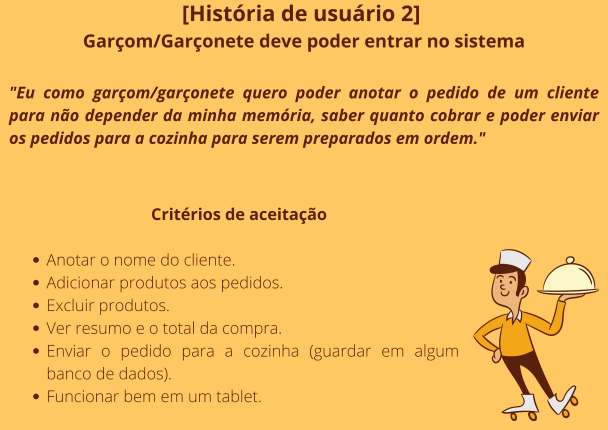 [História de usuário 2]
Garçom/Garçonete deve poder entrar no sistema
"Eu como garçom/garçonete quero poder anotar o pedido de um cliente
para não depender da minha memória, saber quanto cobrar e poder enviar
os pedidos para a cozinha para serem preparados em ordem."
Critérios de aceitação
• Anotar o nome do cliente.
• Adicionar produtos aos pedidos.
• Excluir produtos.
• Ver resumo e o total da compra.
• Enviar o pedido para a cozinha (guardar em algum
banco de dados).
• Funcionar bem em um tablet.